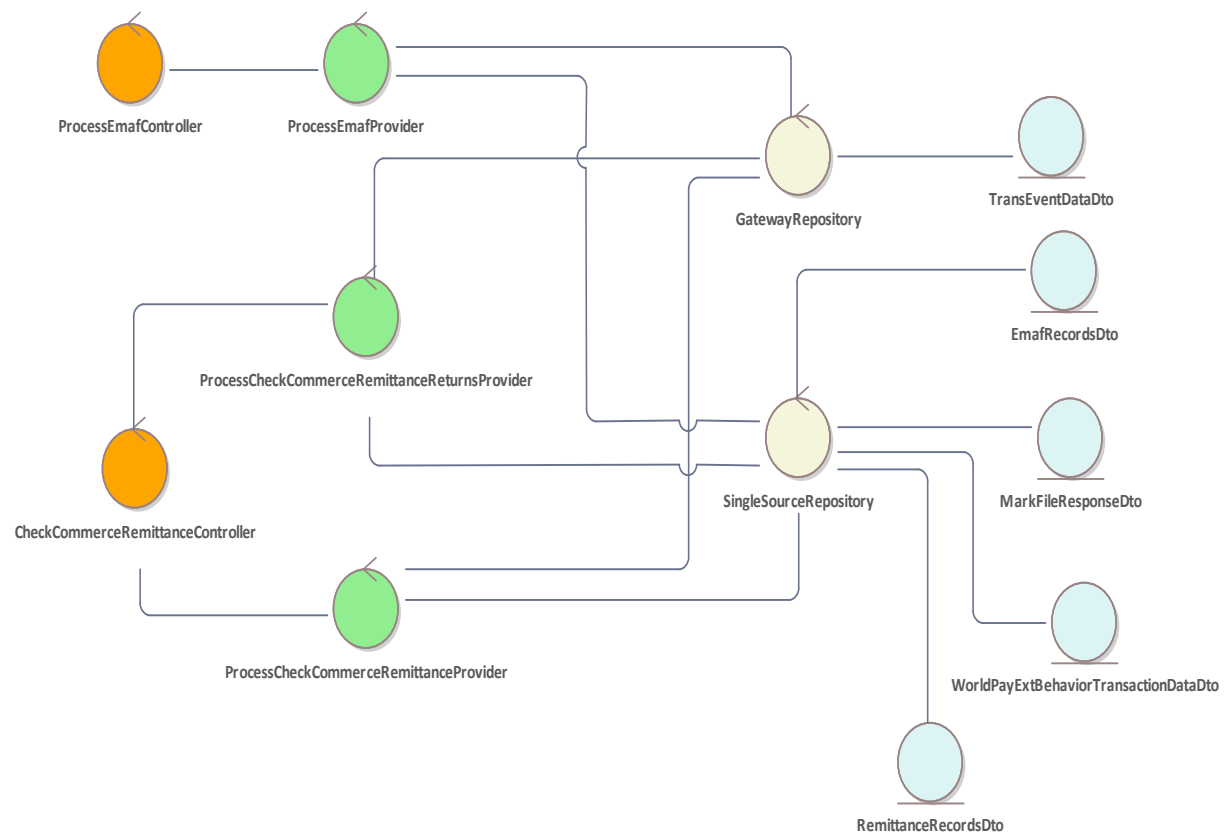 ProcessEmafController
ProcessEmafProvider
TransEventDataDto
GatewayRepository
EmafRecordsDto
ProcessCheckCommerceRemittanceReturnsProvider
SingleSourceRepository
MarkFileResponseDto
CheckCommerceRemittanceController
ProcessCheckCommerceRemittanceProvider
WorldPayExtBehaviorTransactionDataDto
RemittanceRecordsDto